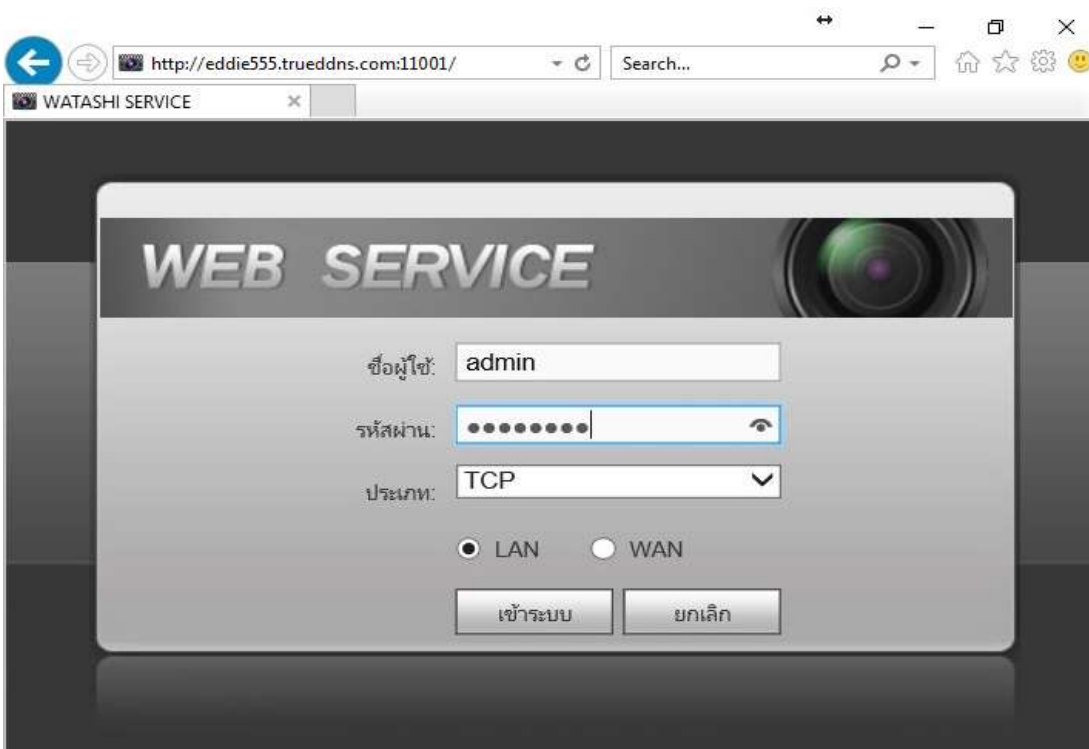 http://eddie555.trueddns.com:11001/
Search...
WATASHI SERVICE
WEB SERVICE
ชื่อผู้ใช้: admin
รหัสผ่าน: ●●●●●●●●
ประเภท: TCP
LAN WAN
เข้าระบบ ยกเลิก